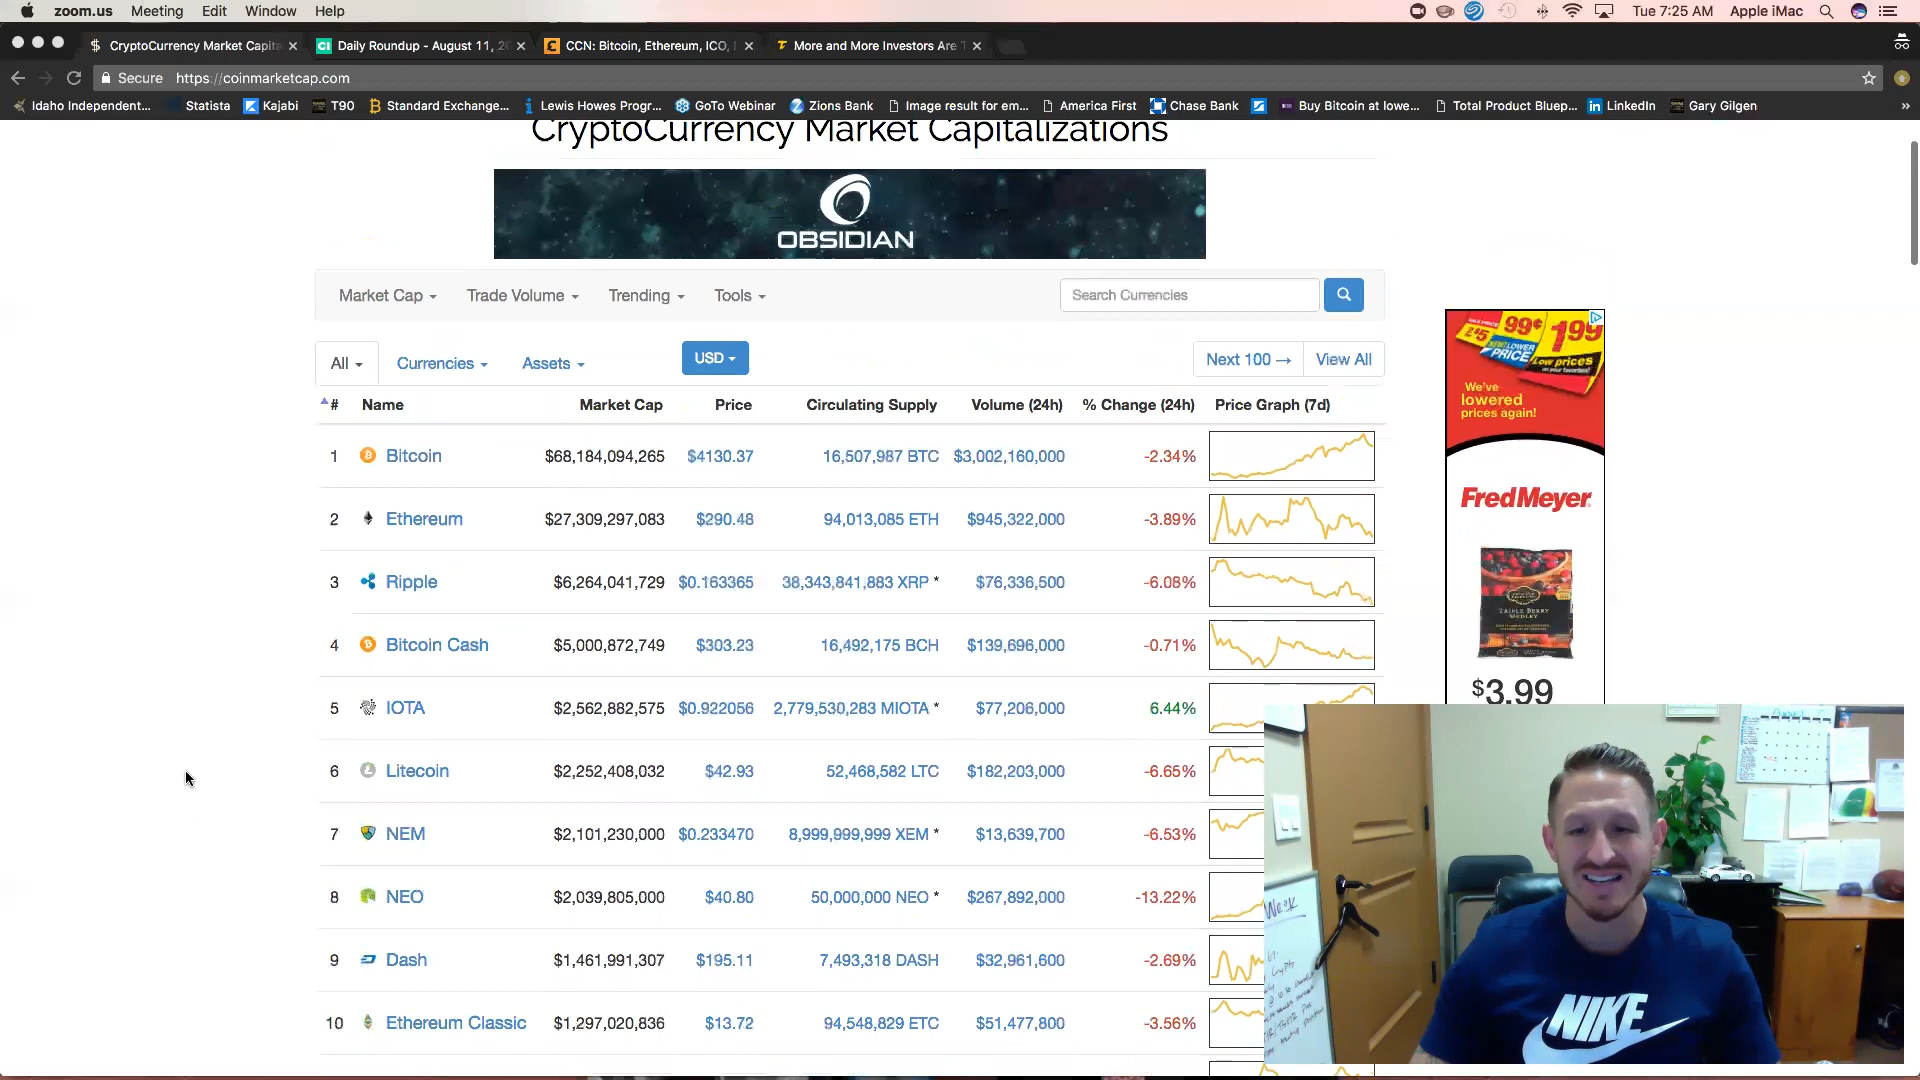 zoom.us Meeting Edit Window Help Tue 7:25 AM Apple iMac
CryptoCurrency Market Capita Daily Roundup - August 11, 2 CCN: Bitcoin, Ethereum, ICO, More and More Investors Are
Secure https://coinmarketcap.com
Idaho Independent... Statista Kajabi T90 Standard Exchange... Lewis Howes Progr... GoTo Webinar Zions Bank Image result for em... America First Chase Bank Buy Bitcoin at lowe... Total Product Bluep... LinkedIn Gary Gilgen »
CryptoCurrency Market Capitalizations
OBSIDIAN
Market Cap Trade Volume Trending Tools Search Currencies
All Currencies Assets USD Next 100 → View All
# Name Market Cap Price Circulating Supply Volume (24h) % Change (24h) Price Graph (7d)
1 Bitcoin $68,184,094,265 $4130.37 16,507,987 BTC $3,002,160,000 -2.34%
2 Ethereum $27,309,297,083 $290.48 94,013,085 ETH $945,322,000 -3.89%
3 Ripple $6,264,041,729 $0.163365 38,343,841,883 XRP * $76,336,500 -6.08%
4 Bitcoin Cash $5,000,872,749 $303.23 16,492,175 BCH $139,696,000 -0.71%
5 IOTA $2,562,882,575 $0.922056 2,779,530,283 MIOTA * $77,206,000 6.44%
6 Litecoin $2,252,408,032 $42.93 52,468,582 LTC $182,203,000 -6.65%
7 NEM $2,101,230,000 $0.233470 8,999,999,999 XEM * $13,639,700 -6.53%
8 NEO $2,039,805,000 $40.80 50,000,000 NEO * $267,892,000 -13.22%
9 Dash $1,461,991,307 $195.11 7,493,318 DASH $32,961,600 -2.69%
10 Ethereum Classic $1,297,020,836 $13.72 94,548,829 ETC $51,477,800 -3.56%
99¢ 1.99
Low prices
We've
lowered
prices again!
FredMeyer
TRIPLE BERRY
MEDLEY
$3.99
Week
NIKE